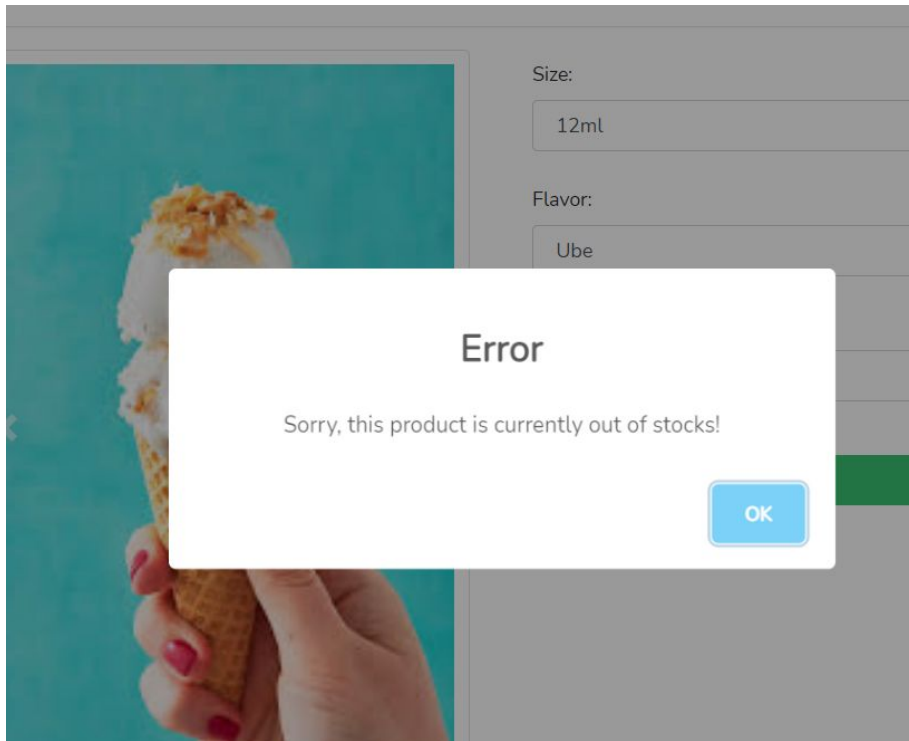 Size:
12ml
Flavor:
Ube
Error
Sorry, this product is currently out of stocks!
OK